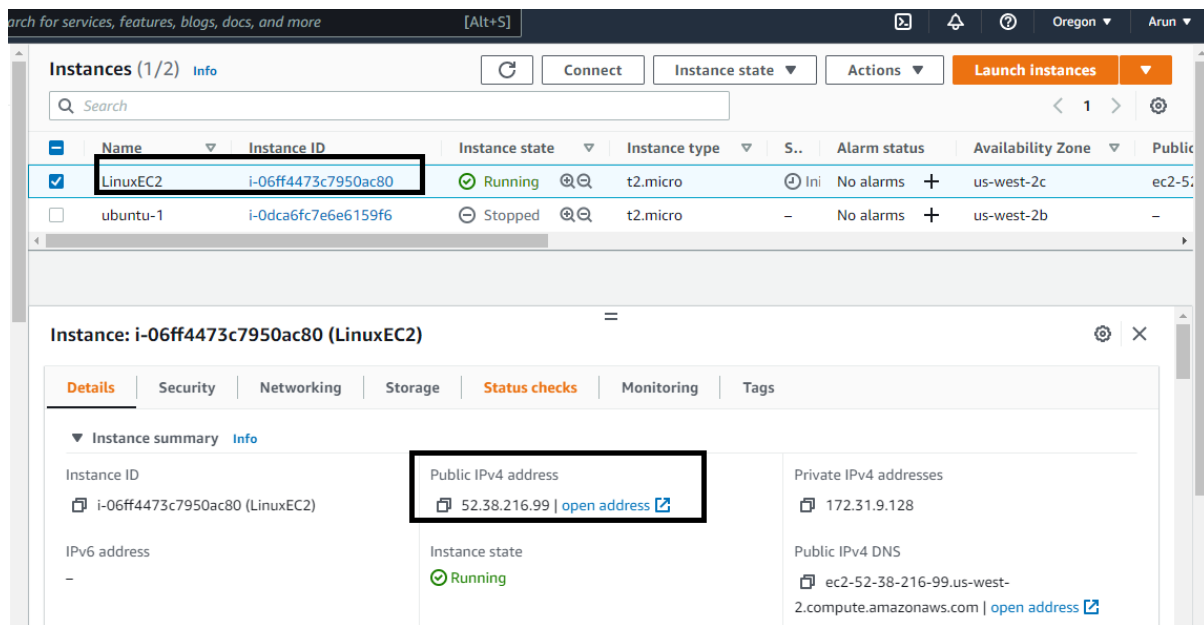 arch for services, features, blogs, docs, and more [Alt+S] Oregon ▼ Arun ▼
Instances (1/2) Info Connect Instance state ▼ Actions ▼ Launch instances ▼
Search < 1 >
Name Instance ID Instance state Instance type S.. Alarm status Availability Zone Public
LinuxEC2 i-06ff4473c7950ac80 Running t2.micro Ini No alarms + us-west-2c ec2-52
ubuntu-1 i-0dca6fc7e6e6159f6 Stopped t2.micro – No alarms + us-west-2b –
Instance: i-06ff4473c7950ac80 (LinuxEC2)
Details Security Networking Storage Status checks Monitoring Tags
▼ Instance summary Info
Instance ID Public IPv4 address Private IPv4 addresses
i-06ff4473c7950ac80 (LinuxEC2) 52.38.216.99 | open address 172.31.9.128
IPv6 address Instance state Public IPv4 DNS
– Running ec2-52-38-216-99.us-west-
2.compute.amazonaws.com | open address